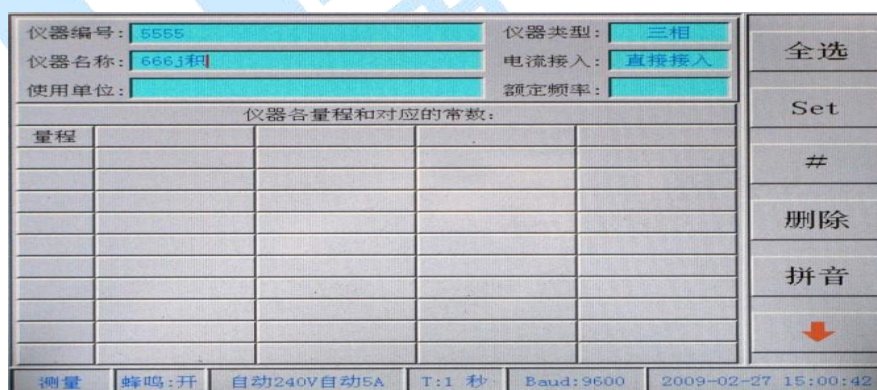 仪器编号: 5555 仪器类型: 三相
仪器名称: 666j积 电流接入: 直接接入
使用单位: 额定频率:
仪器各量程和对应的常数:
量程
全选
Set
#
删除
拼音
测量 蜂鸣:开 自动240V自动5A T:1 秒 Baud:9600 2009-02-27 15:00:42